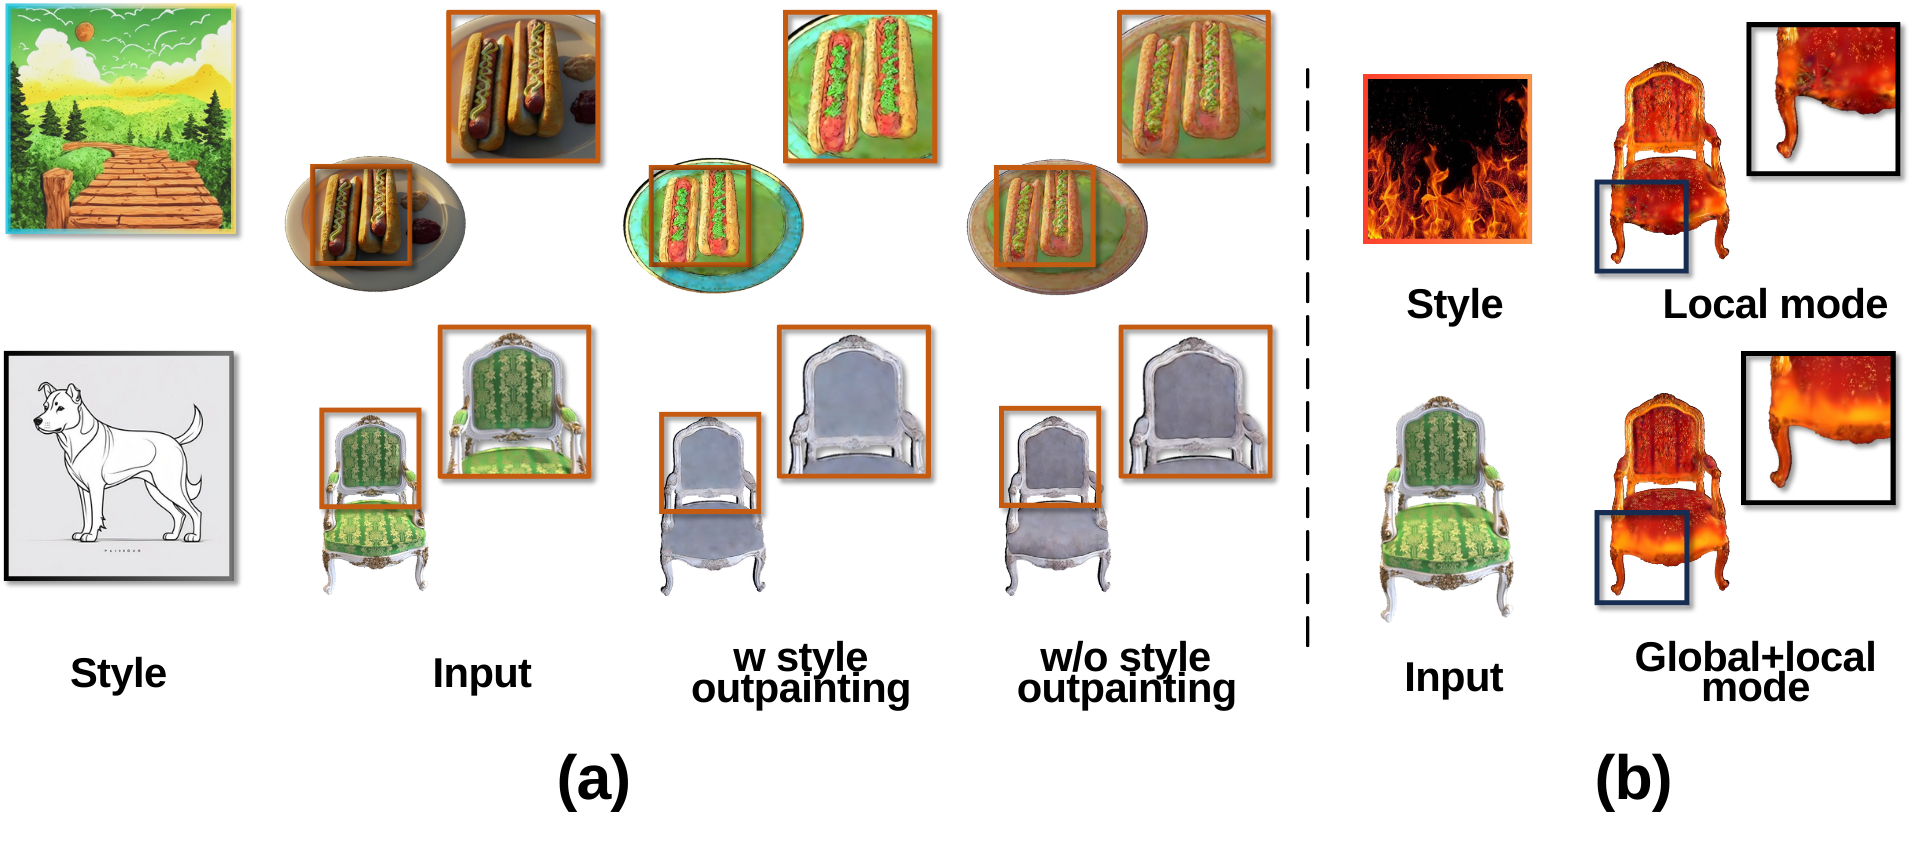 Style
Input
w style
outpainting
w/o style
outpainting
(a)
Style
Local mode
Input
Global+local
mode
(b)